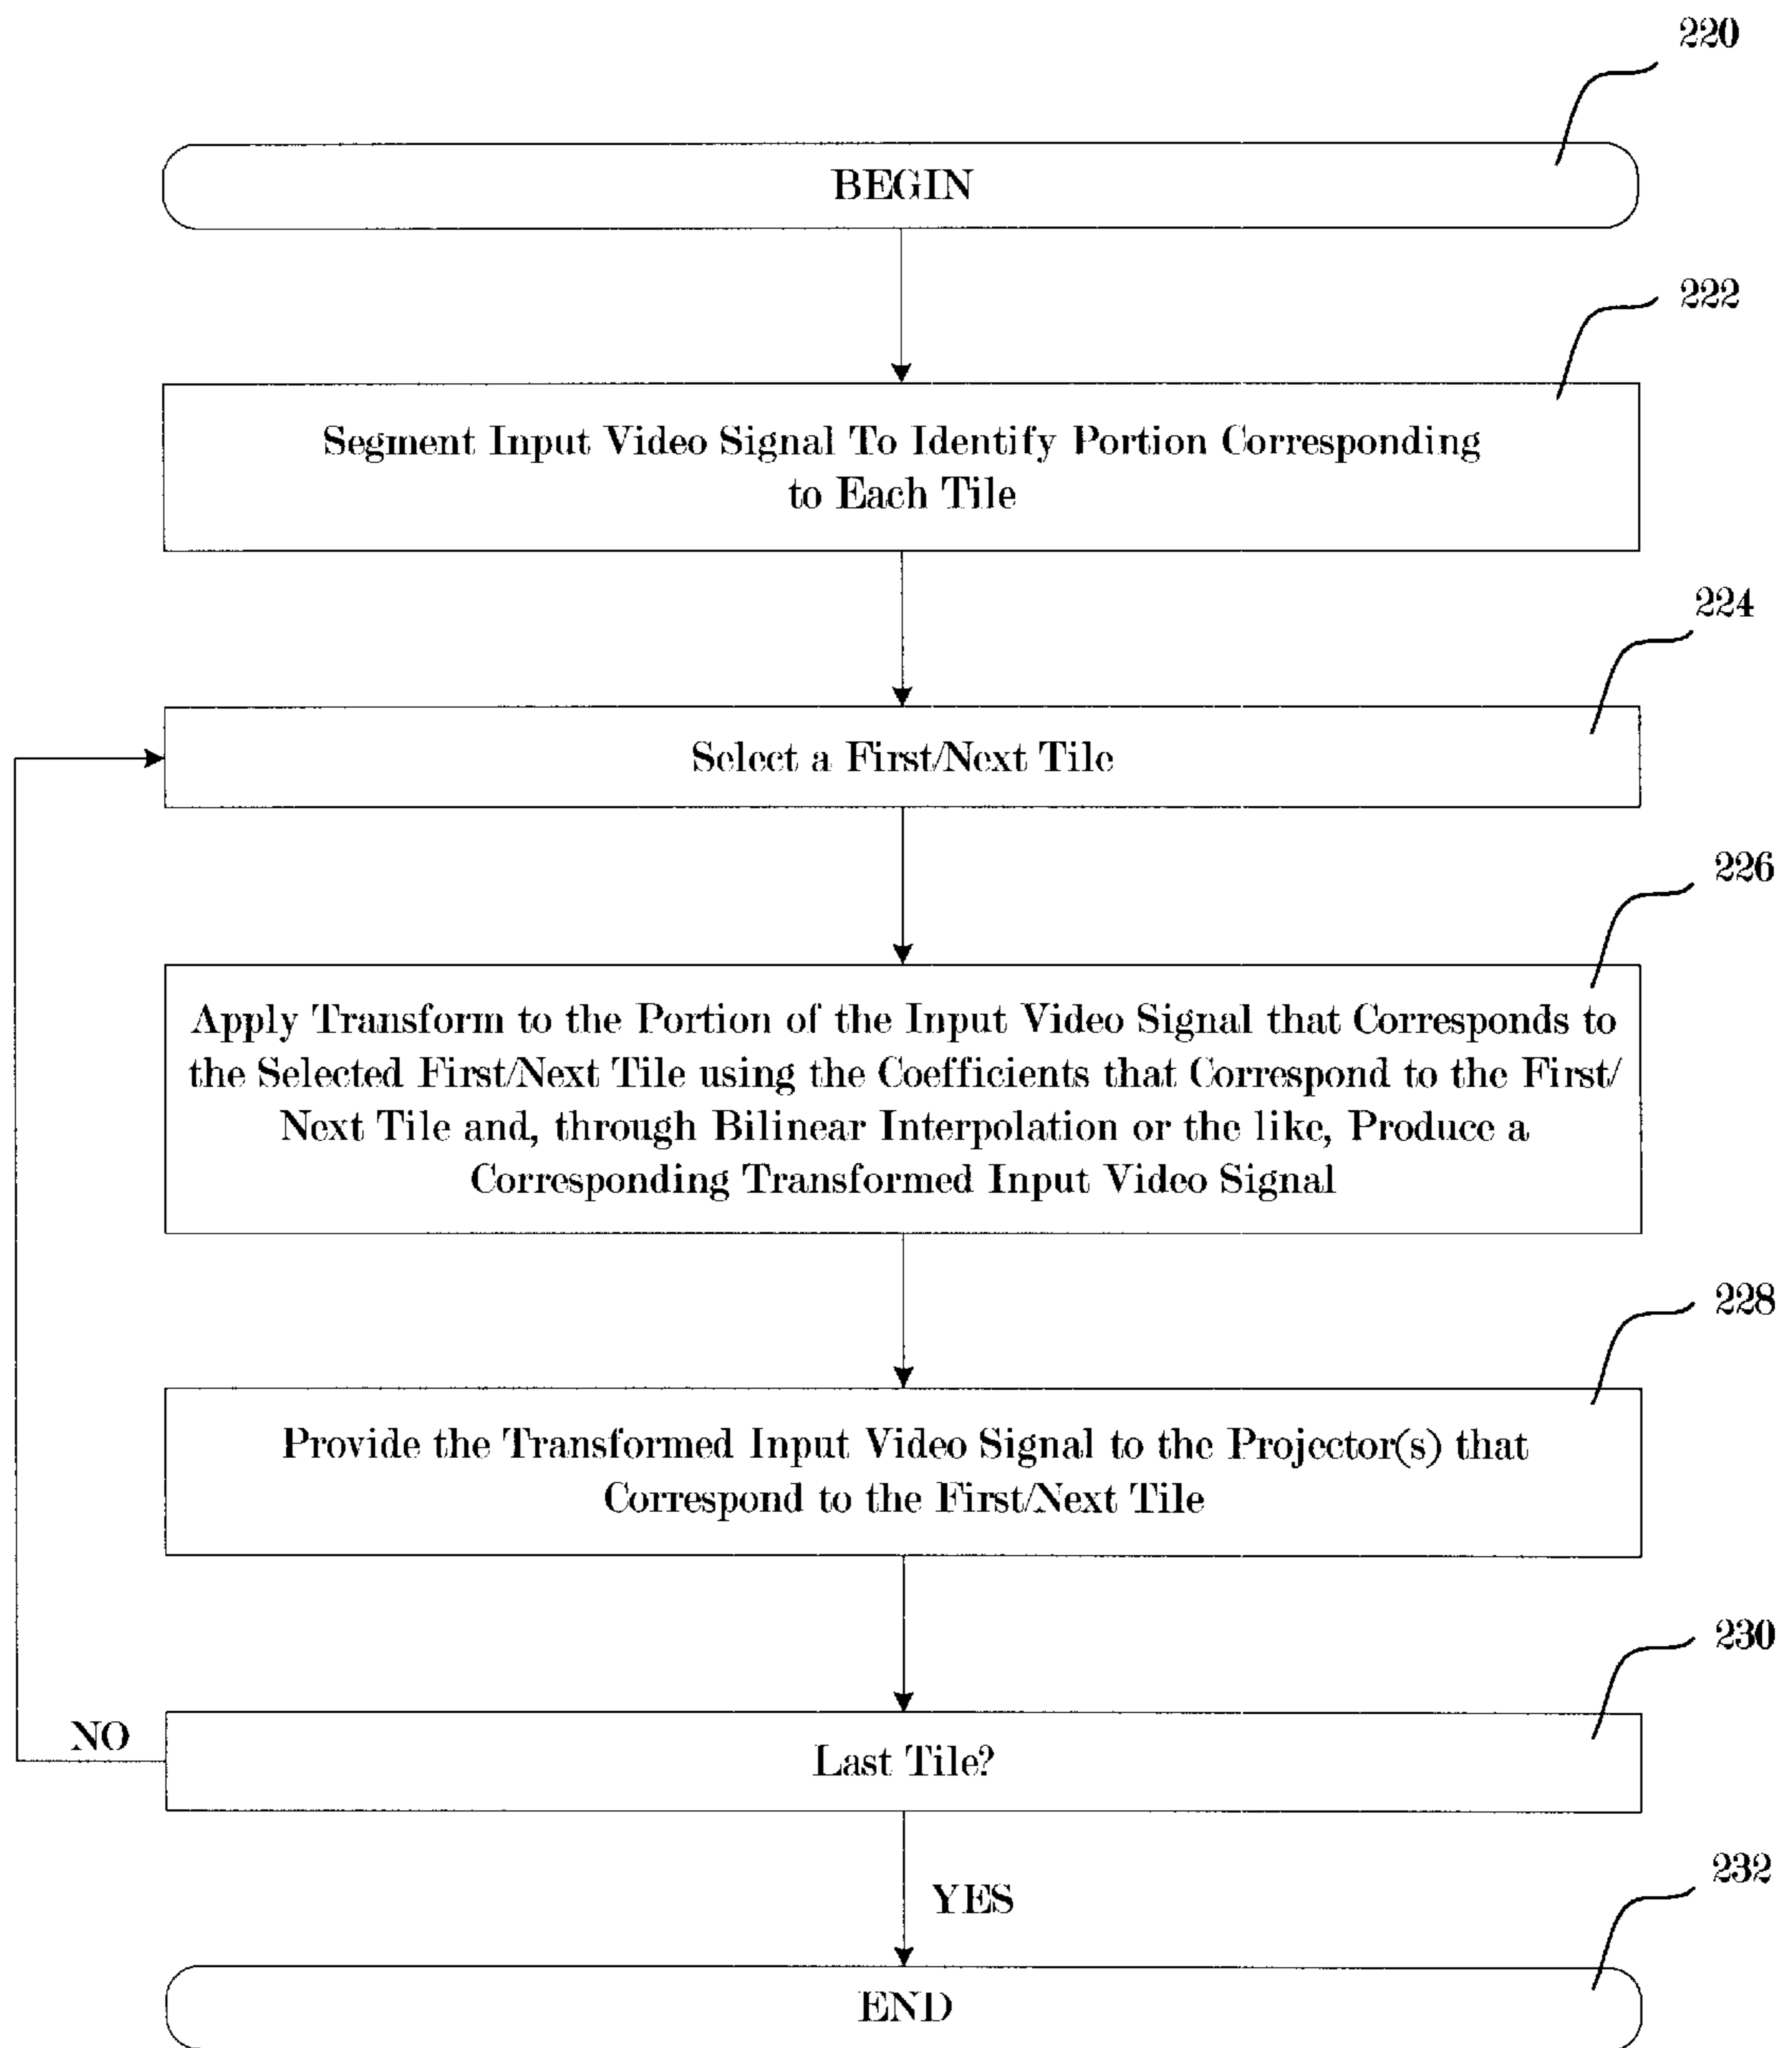 220
BEGIN
222
Segment Input Video Signal To Identify Portion Corresponding
to Each Tile
224
Select a First/Next Tile
226
Apply Transform to the Portion of the Input Video Signal that Corresponds to
the Selected First/Next Tile using the Coefficients that Correspond to the First/
Next Tile and, through Bilinear Interpolation or the like, Produce a
Corresponding Transformed Input Video Signal
228
Provide the Transformed Input Video Signal to the Projector(s) that
Correspond to the First/Next Tile
230
NO
Last Tile?
YES
232
END